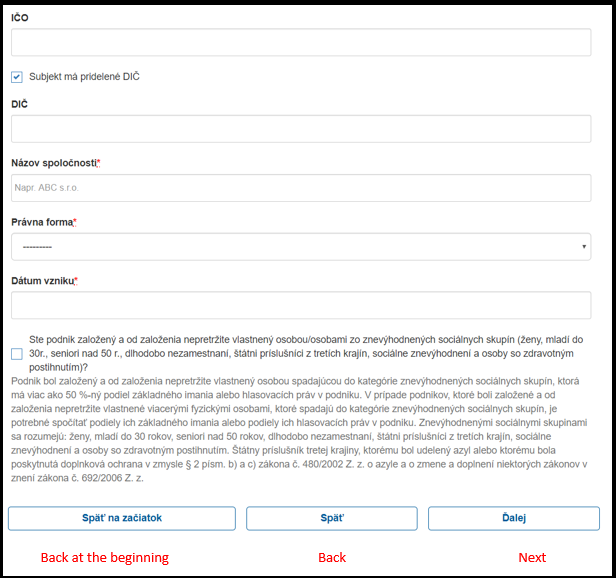 IČO
Subjekt má pridelené DIČ
DIČ
Názov spoločnosti*
Napr. ABC s.r.o.
Právna forma*
---------
Dátum vzniku*
Ste podnik založený a od založenia nepretržite vlastnený osobou/osobami zo znevýhodnených sociálnych skupín (ženy, mladí do
30r., seniori nad 50 r., dlhodobo nezamestnaní, štátni príslušníci z tretích krajín, sociálne znevýhodnení a osoby so zdravotným
postihnutím)?
Podnik bol založený a od založenia nepretržite vlastnený osobou spadajúcou do kategórie znevýhodnených sociálnych skupín, ktorá
má viac ako 50 %-ný podiel základného imania alebo hlasovacích práv v podniku. V prípade podnikov, ktoré boli založené a od
založenia nepretržite vlastnené viacerými fyzickými osobami, ktoré spadajú do kategórie znevýhodnených sociálnych skupín, je
potrebné spočítať podiely ich základného imania alebo podiely ich hlasovacích práv v podniku. Znevýhodnenými sociálnymi skupinami
sa rozumejú: ženy, mladí do 30 rokov, seniori nad 50 rokov, dlhodobo nezamestnaní, štátni príslušníci z tretích krajín, sociálne
znevýhodnení a osoby so zdravotným postihnutím. Štátny príslušník tretej krajiny, ktorému bol udelený azyl alebo ktorému bola
poskytnutá doplnková ochrana v zmysle § 2 písm. b) a c) zákona č. 480/2002 Z. z. o azyle a o zmene a doplnení niektorých zákonov v
znení zákona č. 692/2006 Z. z.
Späť na začiatok Späť Ďalej
Back at the beginning Back Next